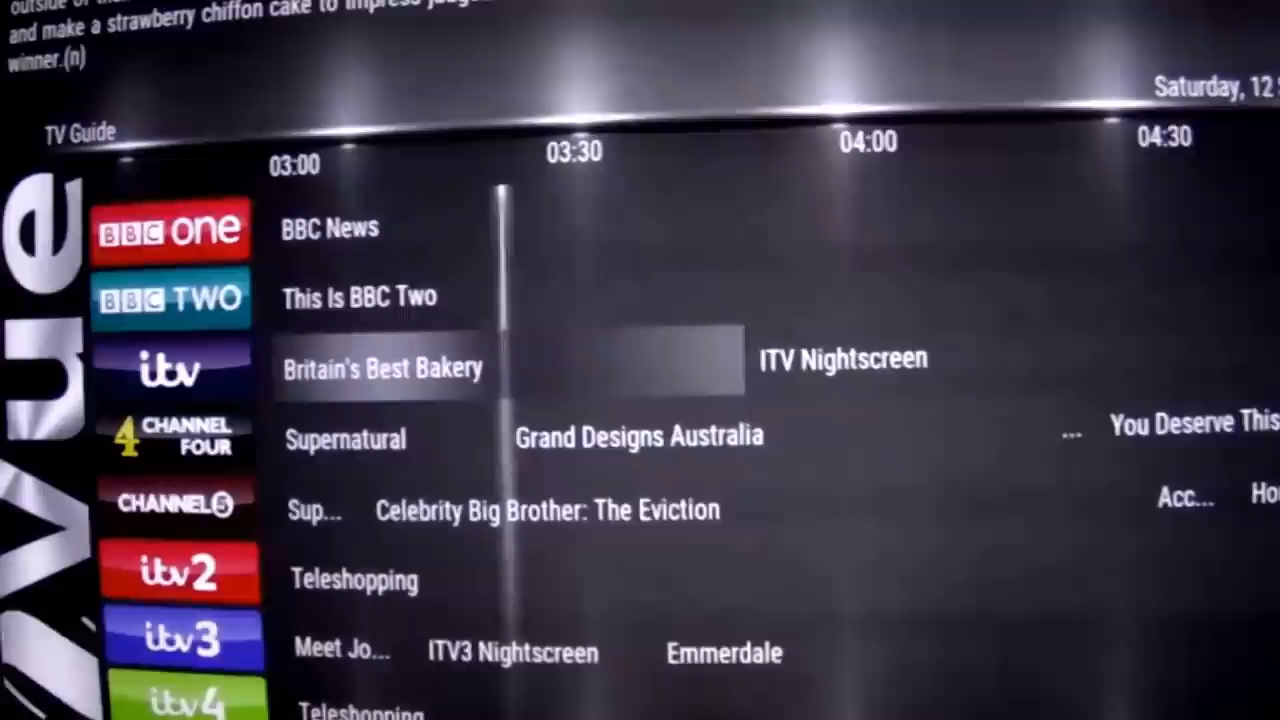 and make a strawberry chiffon cake to impress
winner.(n)
Saturday, 12
TV Guide
03:00 03:30 04:00 04:30
vue
BBC one BBC News
BBC TWO This Is BBC Two
itv Britain's Best Bakery ITV Nightscreen
4 CHANNEL FOUR Supernatural Grand Designs Australia ... You Deserve This
CHANNEL 5 Sup... Celebrity Big Brother: The Eviction Acc...
itv2 Teleshopping
itv3 Meet Jo... ITV3 Nightscreen Emmerdale
itv4 Teleshopping